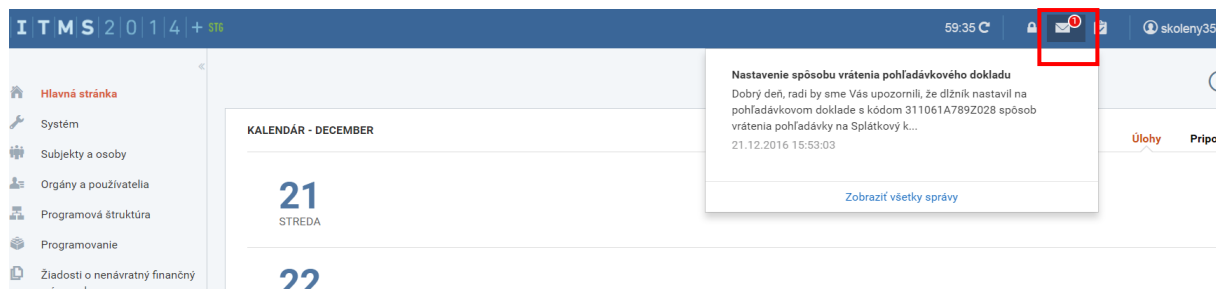 I|T|M|S|2|0|1|4|+ STG
59:35
1
skoleny35
«
Hlavná stránka
Systém
Subjekty a osoby
Orgány a používatelia
Programová štruktúra
Programovanie
Žiadosti o nenávratný finančný
KALENDÁR - DECEMBER
21
STREDA
22
Nastavenie spôsobu vrátenia pohľadávkového dokladu
Dobrý deň, radi by sme Vás upozornili, že dlžník nastavil na
pohľadávkovom doklade s kódom 311061A789Z028 spôsob
vrátenia pohľadávky na Splátkový k...
21.12.2016 15:53:03
Zobraziť všetky správy
Úlohy
Pripo